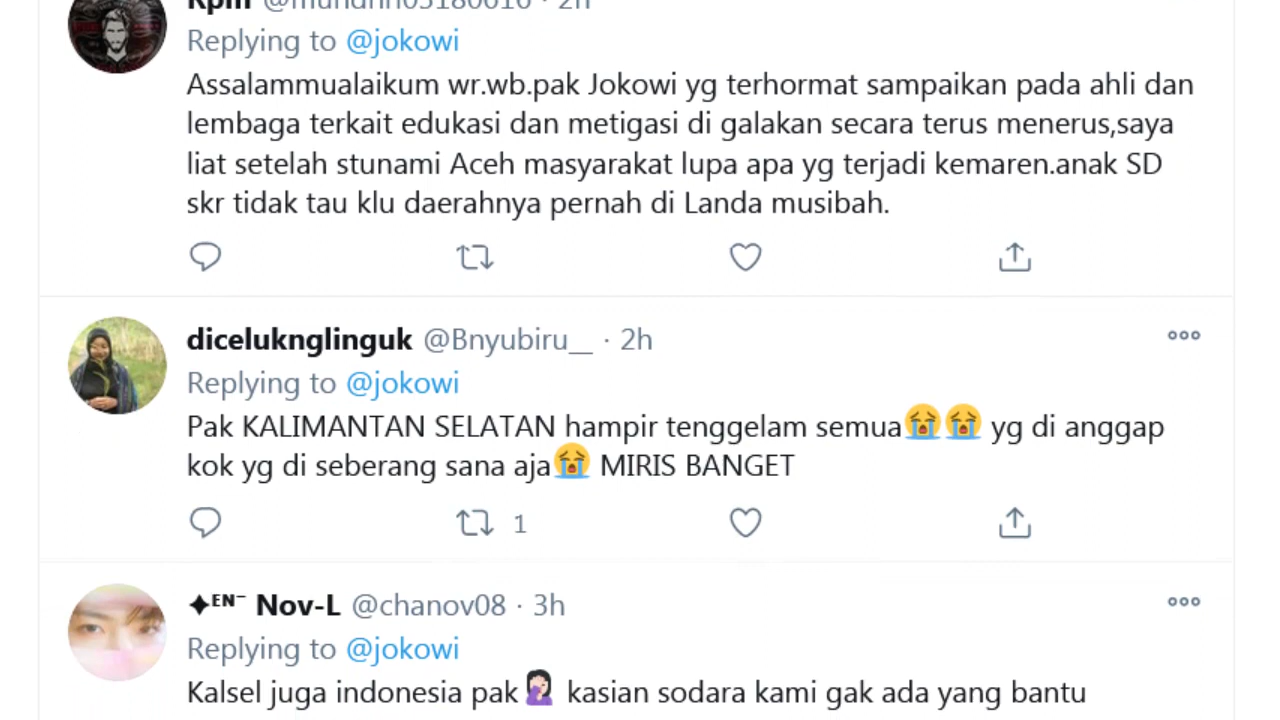 Replying to @jokowi
Assalammualaikum wr.wb.pak Jokowi yg terhormat sampaikan pada ahli dan
lembaga terkait edukasi dan metigasi di galakan secara terus menerus,saya
liat setelah stunami Aceh masyarakat lupa apa yg terjadi kemaren.anak SD
skr tidak tau klu daerahnya pernah di Landa musibah.
diceluknglinguk @Bnyubiru__ · 2h
Replying to @jokowi
Pak KALIMANTAN SELATAN hampir tenggelam semua😭😭 yg di anggap
kok yg di seberang sana aja😭 MIRIS BANGET
1
✦ᴱᴺ⁻ Nov-L @chanov08 · 3h
Replying to @jokowi
Kalsel juga indonesia pak🤦🏻‍♀️ kasian sodara kami gak ada yang bantu